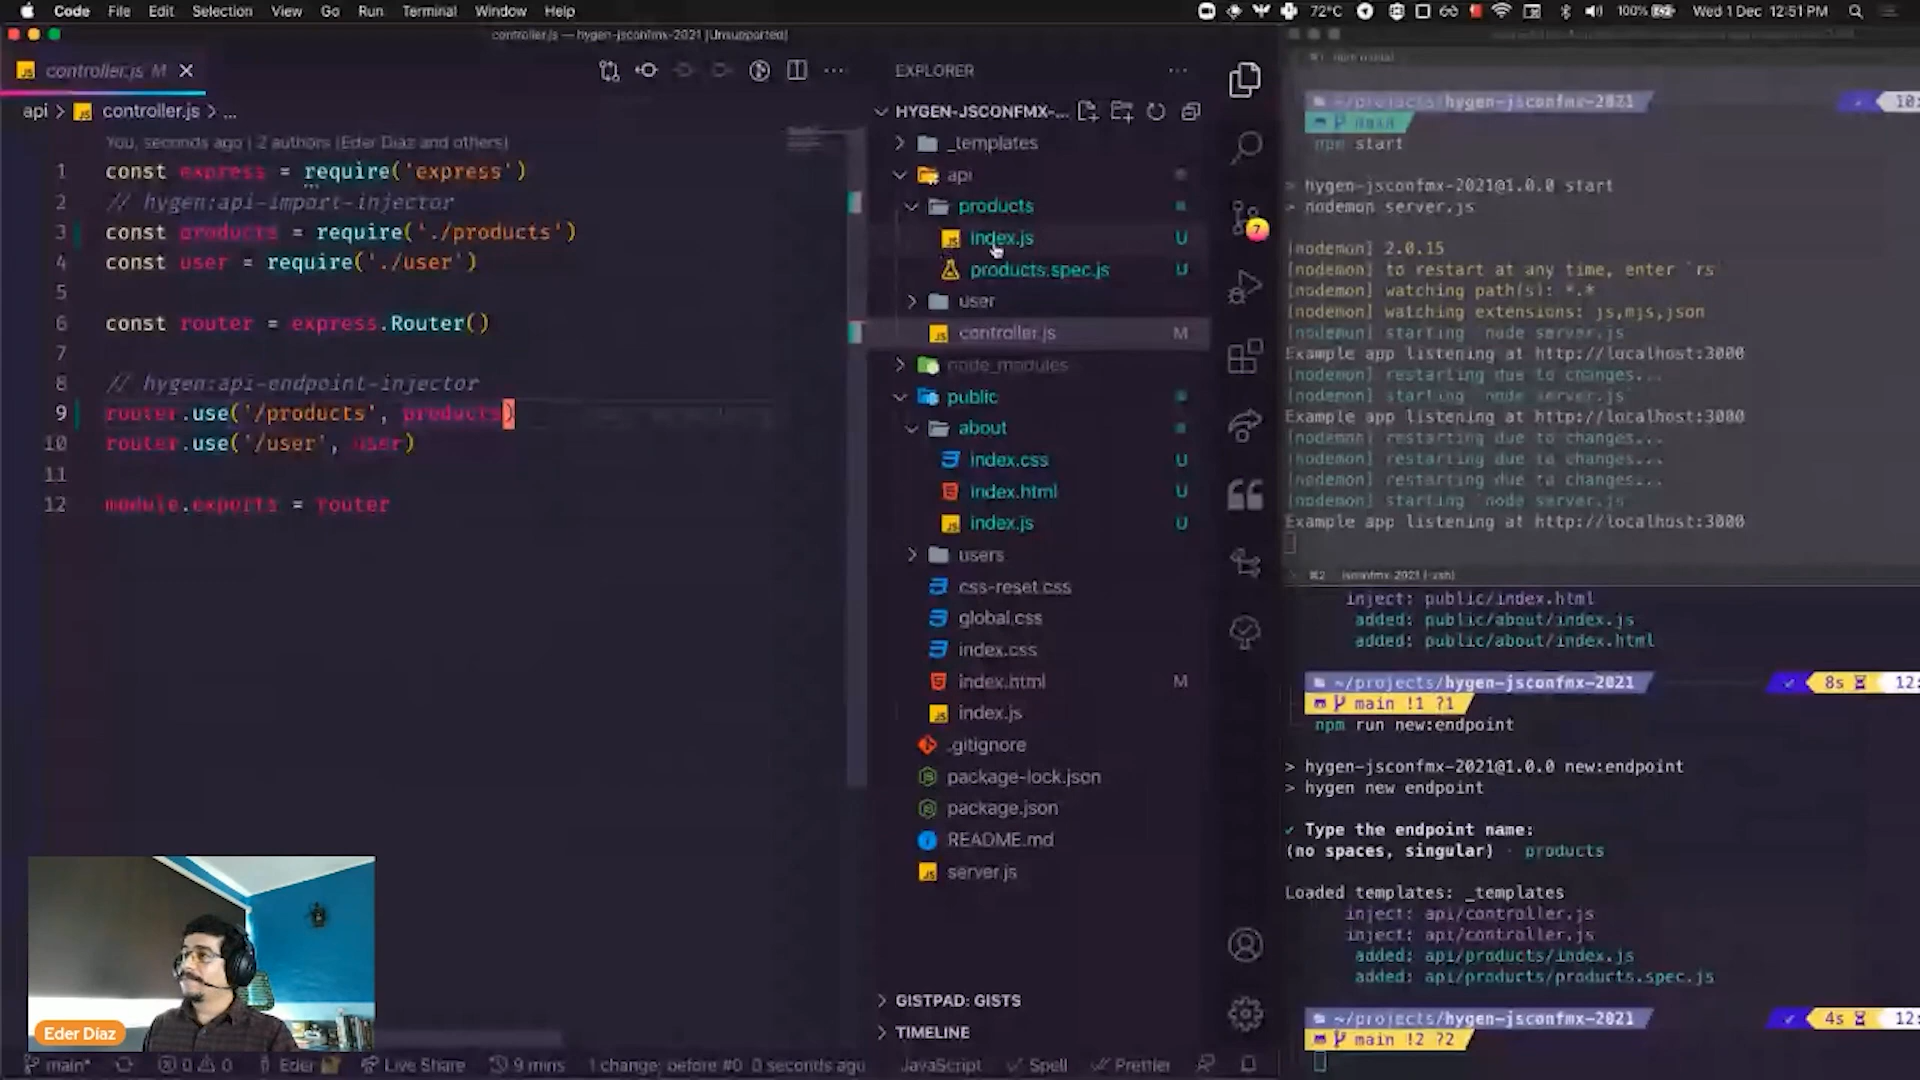 Code File Edit Selection View Go Run Terminal Window Help
72°C 100% Wed 1 Dec 12:51 PM
controller.js — hygen-jsconfmx-2021 [Unsupported]
controller.js M
api > controller.js > ...
You, seconds ago | 2 authors (Eder Diaz and others)
1 const express = require('express')
2 // hygen:api-import-injector
3 const products = require('./products')
4 const user = require('./user')
5
6 const router = express.Router()
7
8 // hygen:api-endpoint-injector
9 router.use('/products', products)
10 router.use('/user', user)
11
12 module.exports = router
Eder Díaz
EXPLORER
HYGEN-JSCONFMX-...
_templates
api
products
index.js U
products.spec.js U
user
controller.js M
node_modules
public
about
index.css U
index.html U
index.js U
users
css-reset.css
global.css
index.css
index.html M
index.js
.gitignore
package-lock.json
package.json
README.md
server.js
GISTPAD: GISTS
TIMELINE
7
~/projects/hygen-jsconfmx-2021
main
npm start
> hygen-jsconfmx-2021@1.0.0 start
> nodemon server.js
[nodemon] 2.0.15
[nodemon] to restart at any time, enter `rs`
[nodemon] watching path(s): *.*
[nodemon] watching extensions: js,mjs,json
[nodemon] starting `node server.js`
Example app listening at http://localhost:3000
[nodemon] restarting due to changes...
[nodemon] starting `node server.js`
Example app listening at http://localhost:3000
[nodemon] restarting due to changes...
[nodemon] restarting due to changes...
[nodemon] starting `node server.js
Example app listening at http://localhost:3000
inject: public/index.html
added: public/about/index.js
added: public/about/index.html
~/projects/hygen-jsconfmx-2021 8s 12:
main !1 ?1
npm run new:endpoint
> hygen-jsconfmx-2021@1.0.0 new:endpoint
> hygen new endpoint
✔ Type the endpoint name:
(no spaces, singular) · products
Loaded templates: _templates
inject: api/controller.js
inject: api/controller.js
added: api/products/index.js
added: api/products/products.spec.js
~/projects/hygen-jsconfmx-2021 4s 12:
main !2 ?2
main* 0 0 Eder Live Share 9 mins 1 change; before #0 0 seconds ago JavaScript Spell Prettier